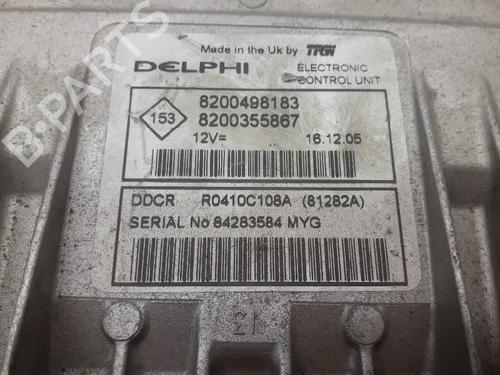 Made in the Uk by TRW
DELPHI
ELECTRONIC
CONTROL UNIT
153
8200498183
8200355867
12V=
16.12.05
DDCR R0410C108A (81282A)
SERIAL No 84283584 MYG
B-PARTS